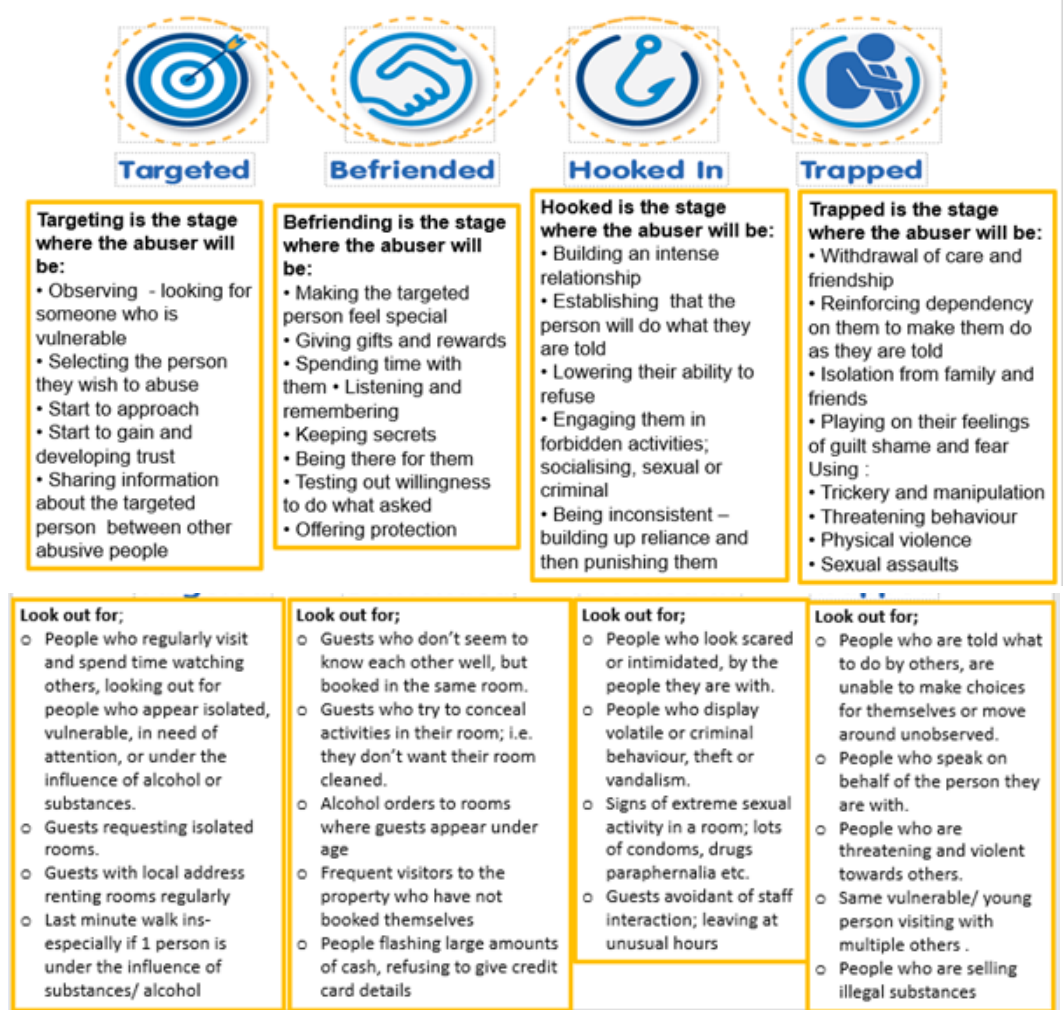 Targeted
Befriended
Hooked In
Trapped
Targeting is the stage
where the abuser will
be:
• Observing - looking for
someone who is
vulnerable
• Selecting the person
they wish to abuse
• Start to approach
• Start to gain and
developing trust
• Sharing information
about the targeted
person between other
abusive people
Befriending is the stage
where the abuser will
be:
• Making the targeted
person feel special
• Giving gifts and rewards
• Spending time with
them • Listening and
remembering
• Keeping secrets
• Being there for them
• Testing out willingness
to do what asked
• Offering protection
Hooked is the stage
where the abuser will be:
• Building an intense
relationship
• Establishing that the
person will do what they
are told
• Lowering their ability to
refuse
• Engaging them in
forbidden activities;
socialising, sexual or
criminal
• Being inconsistent –
building up reliance and
then punishing them
Trapped is the stage
where the abuser will be:
• Withdrawal of care and
friendship
• Reinforcing dependency
on them to make them do
as they are told
• Isolation from family and
friends
• Playing on their feelings
of guilt shame and fear
Using :
• Trickery and manipulation
• Threatening behaviour
• Physical violence
• Sexual assaults
Look out for;
o People who regularly visit
and spend time watching
others, looking out for
people who appear isolated,
vulnerable, in need of
attention, or under the
influence of alcohol or
substances.
o Guests requesting isolated
rooms.
o Guests with local address
renting rooms regularly
o Last minute walk ins-
especially if 1 person is
under the influence of
substances/ alcohol
Look out for;
o Guests who don't seem to
know each other well, but
booked in the same room.
o Guests who try to conceal
activities in their room; i.e.
they don't want their room
cleaned.
o Alcohol orders to rooms
where guests appear under
age
o Frequent visitors to the
property who have not
booked themselves
o People flashing large amounts
of cash, refusing to give credit
card details
Look out for;
o People who look scared
or intimidated, by the
people they are with.
o People who display
volatile or criminal
behaviour, theft or
vandalism.
o Signs of extreme sexual
activity in a room; lots
of condoms, drugs
paraphernalia etc.
o Guests avoidant of staff
interaction; leaving at
unusual hours
Look out for;
o People who are told what
to do by others, are
unable to make choices
for themselves or move
around unobserved.
o People who speak on
behalf of the person they
are with.
o People who are
threatening and violent
towards others.
o Same vulnerable/ young
person visiting with
multiple others .
o People who are selling
illegal substances